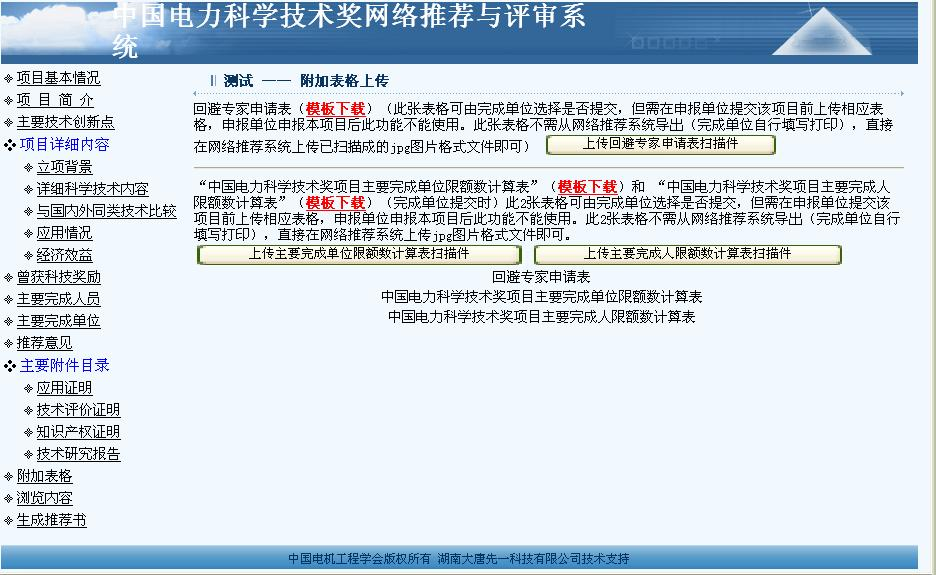 中国电力科学技术奖网络推荐与评审系
统
项目基本情况
项 目 简 介
主要技术创新点
项目详细内容
立项背景
详细科学技术内容
与国内外同类技术比较
应用情况
经济效益
曾获科技奖励
主要完成人员
主要完成单位
推荐意见
主要附件目录
应用证明
技术评价证明
知识产权证明
技术研究报告
附加表格
浏览内容
生成推荐书
测试 —— 附加表格上传
回避专家申请表（模板下载）（此张表格可由完成单位选择是否提交，但需在申报单位提交该项目前上传相应表
格，申报单位申报本项目后此功能不能使用。此张表格不需从网络推荐系统导出（完成单位自行填写打印），直接
在网络推荐系统上传已扫描成的jpg图片格式文件即可） 上传回避专家申请表扫描件
“中国电力科学技术奖项目主要完成单位限额数计算表”（模板下载）和 “中国电力科学技术奖项目主要完成人
限额数计算表”（模板下载）（完成单位提交时）此2张表格可由完成单位选择是否提交，但需在申报单位提交该
项目前上传相应表格，申报单位申报本项目后此功能不能使用。此2张表格不需从网络推荐系统导出（完成单位自行
填写打印），直接在网络推荐系统上传jpg图片格式文件即可。
上传主要完成单位限额数计算表扫描件 上传主要完成人限额数计算表扫描件
回避专家申请表
中国电力科学技术奖项目主要完成单位限额数计算表
中国电力科学技术奖项目主要完成人限额数计算表
中国电机工程学会版权所有 湖南大唐先一科技有限公司技术支持